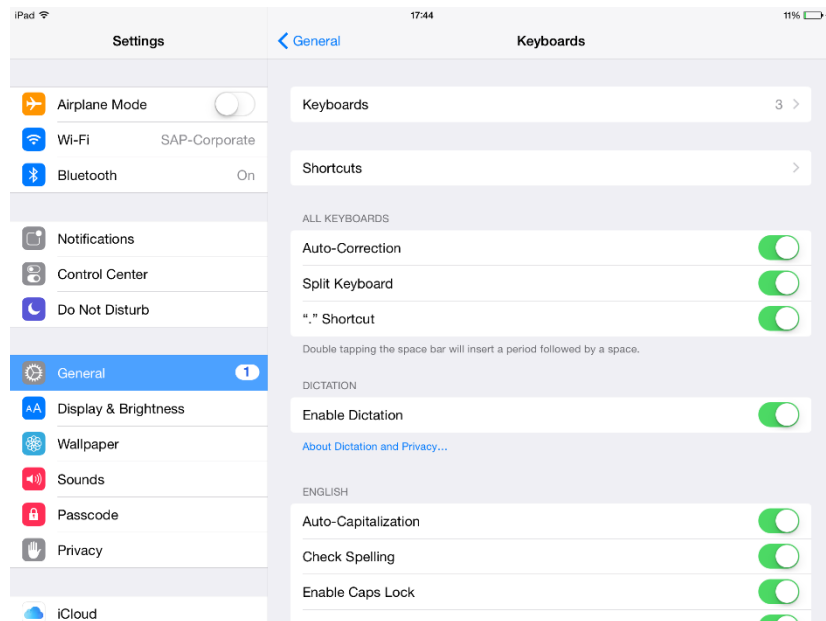 iPad 17:44 11%
Settings
General Keyboards
Airplane Mode
Wi-Fi SAP-Corporate
Bluetooth On
Notifications
Control Center
Do Not Disturb
General 1
AA Display & Brightness
Wallpaper
Sounds
Passcode
Privacy
iCloud
Keyboards 3
Shortcuts
ALL KEYBOARDS
Auto-Correction
Split Keyboard
“.” Shortcut
Double tapping the space bar will insert a period followed by a space.
DICTATION
Enable Dictation
About Dictation and Privacy...
ENGLISH
Auto-Capitalization
Check Spelling
Enable Caps Lock